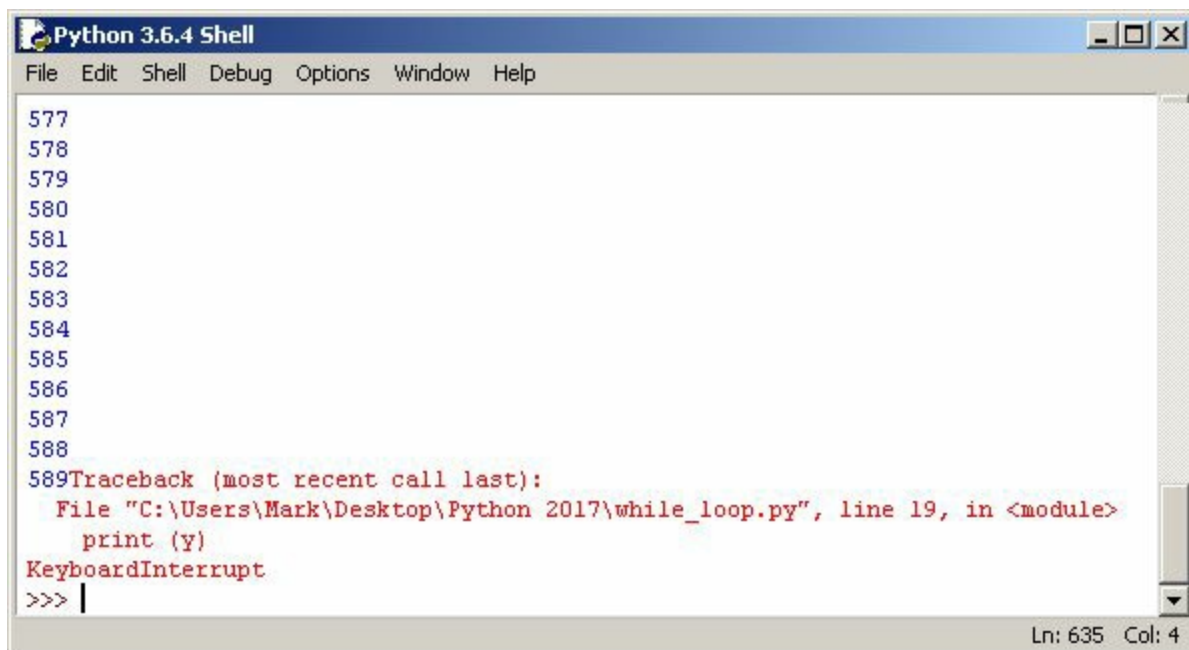 Python 3.6.4 Shell
File Edit Shell Debug Options Window Help
577
578
579
580
581
582
583
584
585
586
587
588
589Traceback (most recent call last):
  File "C:\Users\Mark\Desktop\Python 2017\while_loop.py", line 19, in <module>
    print (y)
KeyboardInterrupt
>>>
Ln: 635 Col: 4